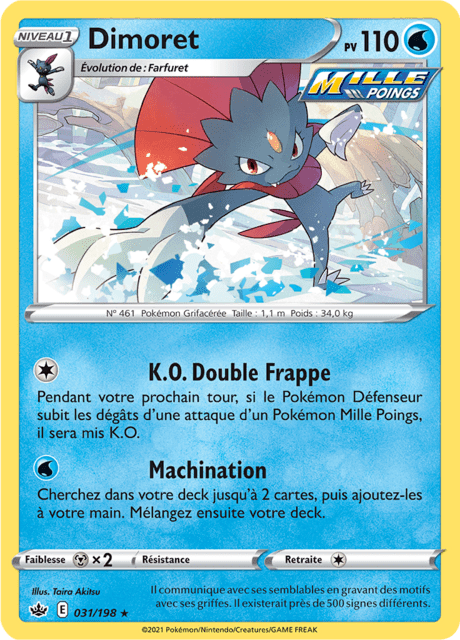 NIVEAU 1
Dimoret
PV 110
Évolution de : Farfuret
MILLE
POINGS
N° 461 Pokémon Grifacérée Taille : 1,1 m Poids : 34,0 kg
K.O. Double Frappe
Pendant votre prochain tour, si le Pokémon Défenseur
subit les dégâts d’une attaque d’un Pokémon Mille Poings,
il sera mis K.O.
Machination
Cherchez dans votre deck jusqu’à 2 cartes, puis ajoutez-les
à votre main. Mélangez ensuite votre deck.
Faiblesse ×2 Résistance Retraite
Illus. Taira Akitsu
Il communique avec ses semblables en gravant des motifs
avec ses griffes. Il existerait près de 500 signes différents.
E 031/198 ★
©2021 Pokémon/Nintendo/Creatures/GAME FREAK